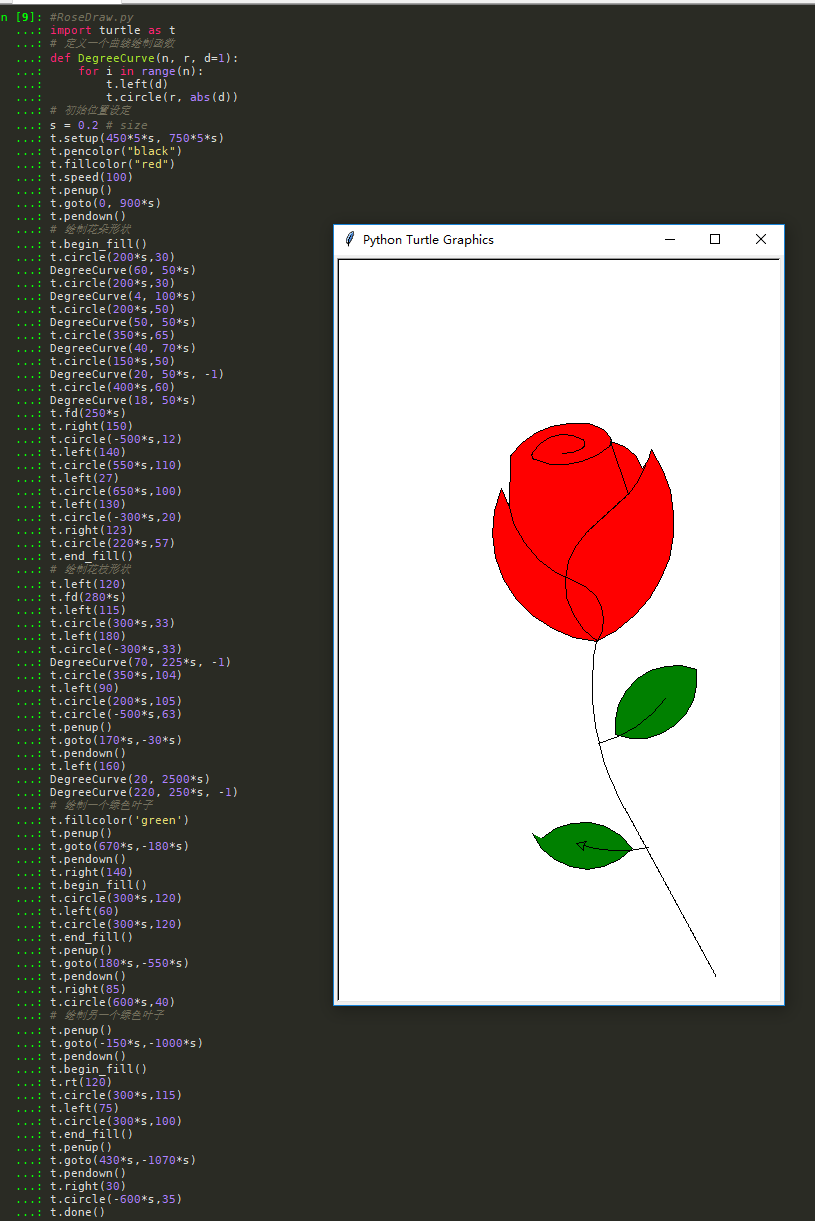 n [9]: #RoseDraw.py
...: import turtle as t
...: # 定义一个曲线绘制函数
...: def DegreeCurve(n, r, d=1):
...:     for i in range(n):
...:         t.left(d)
...:         t.circle(r, abs(d))
...: # 初始位置设定
...: s = 0.2 # size
...: t.setup(450*5*s, 750*5*s)
...: t.pencolor("black")
...: t.fillcolor("red")
...: t.speed(100)
...: t.penup()
...: t.goto(0, 900*s)
...: t.pendown()
...: # 绘制花朵形状
...: t.begin_fill()
...: t.circle(200*s,30)
...: DegreeCurve(60, 50*s)
...: t.circle(200*s,30)
...: DegreeCurve(4, 100*s)
...: t.circle(200*s,50)
...: DegreeCurve(50, 50*s)
...: t.circle(350*s,65)
...: DegreeCurve(40, 70*s)
...: t.circle(150*s,50)
...: DegreeCurve(20, 50*s, -1)
...: t.circle(400*s,60)
...: DegreeCurve(18, 50*s)
...: t.fd(250*s)
...: t.right(150)
...: t.circle(-500*s,12)
...: t.left(140)
...: t.circle(550*s,110)
...: t.left(27)
...: t.circle(650*s,100)
...: t.left(130)
...: t.circle(-300*s,20)
...: t.right(123)
...: t.circle(220*s,57)
...: t.end_fill()
...: # 绘制花枝形状
...: t.left(120)
...: t.fd(280*s)
...: t.left(115)
...: t.circle(300*s,33)
...: t.left(180)
...: t.circle(-300*s,33)
...: DegreeCurve(70, 225*s, -1)
...: t.circle(350*s,104)
...: t.left(90)
...: t.circle(200*s,105)
...: t.circle(-500*s,63)
...: t.penup()
...: t.goto(170*s,-30*s)
...: t.pendown()
...: t.left(160)
...: DegreeCurve(20, 2500*s)
...: DegreeCurve(220, 250*s, -1)
...: # 绘制一个绿色叶子
...: t.fillcolor('green')
...: t.penup()
...: t.goto(670*s,-180*s)
...: t.pendown()
...: t.right(140)
...: t.begin_fill()
...: t.circle(300*s,120)
...: t.left(60)
...: t.circle(300*s,120)
...: t.end_fill()
...: t.penup()
...: t.goto(180*s,-550*s)
...: t.pendown()
...: t.right(85)
...: t.circle(600*s,40)
...: # 绘制另一个绿色叶子
...: t.penup()
...: t.goto(-150*s,-1000*s)
...: t.pendown()
...: t.begin_fill()
...: t.rt(120)
...: t.circle(300*s,115)
...: t.left(75)
...: t.circle(300*s,100)
...: t.end_fill()
...: t.penup()
...: t.goto(430*s,-1070*s)
...: t.pendown()
...: t.right(30)
...: t.circle(-600*s,35)
...: t.done()
Python Turtle Graphics